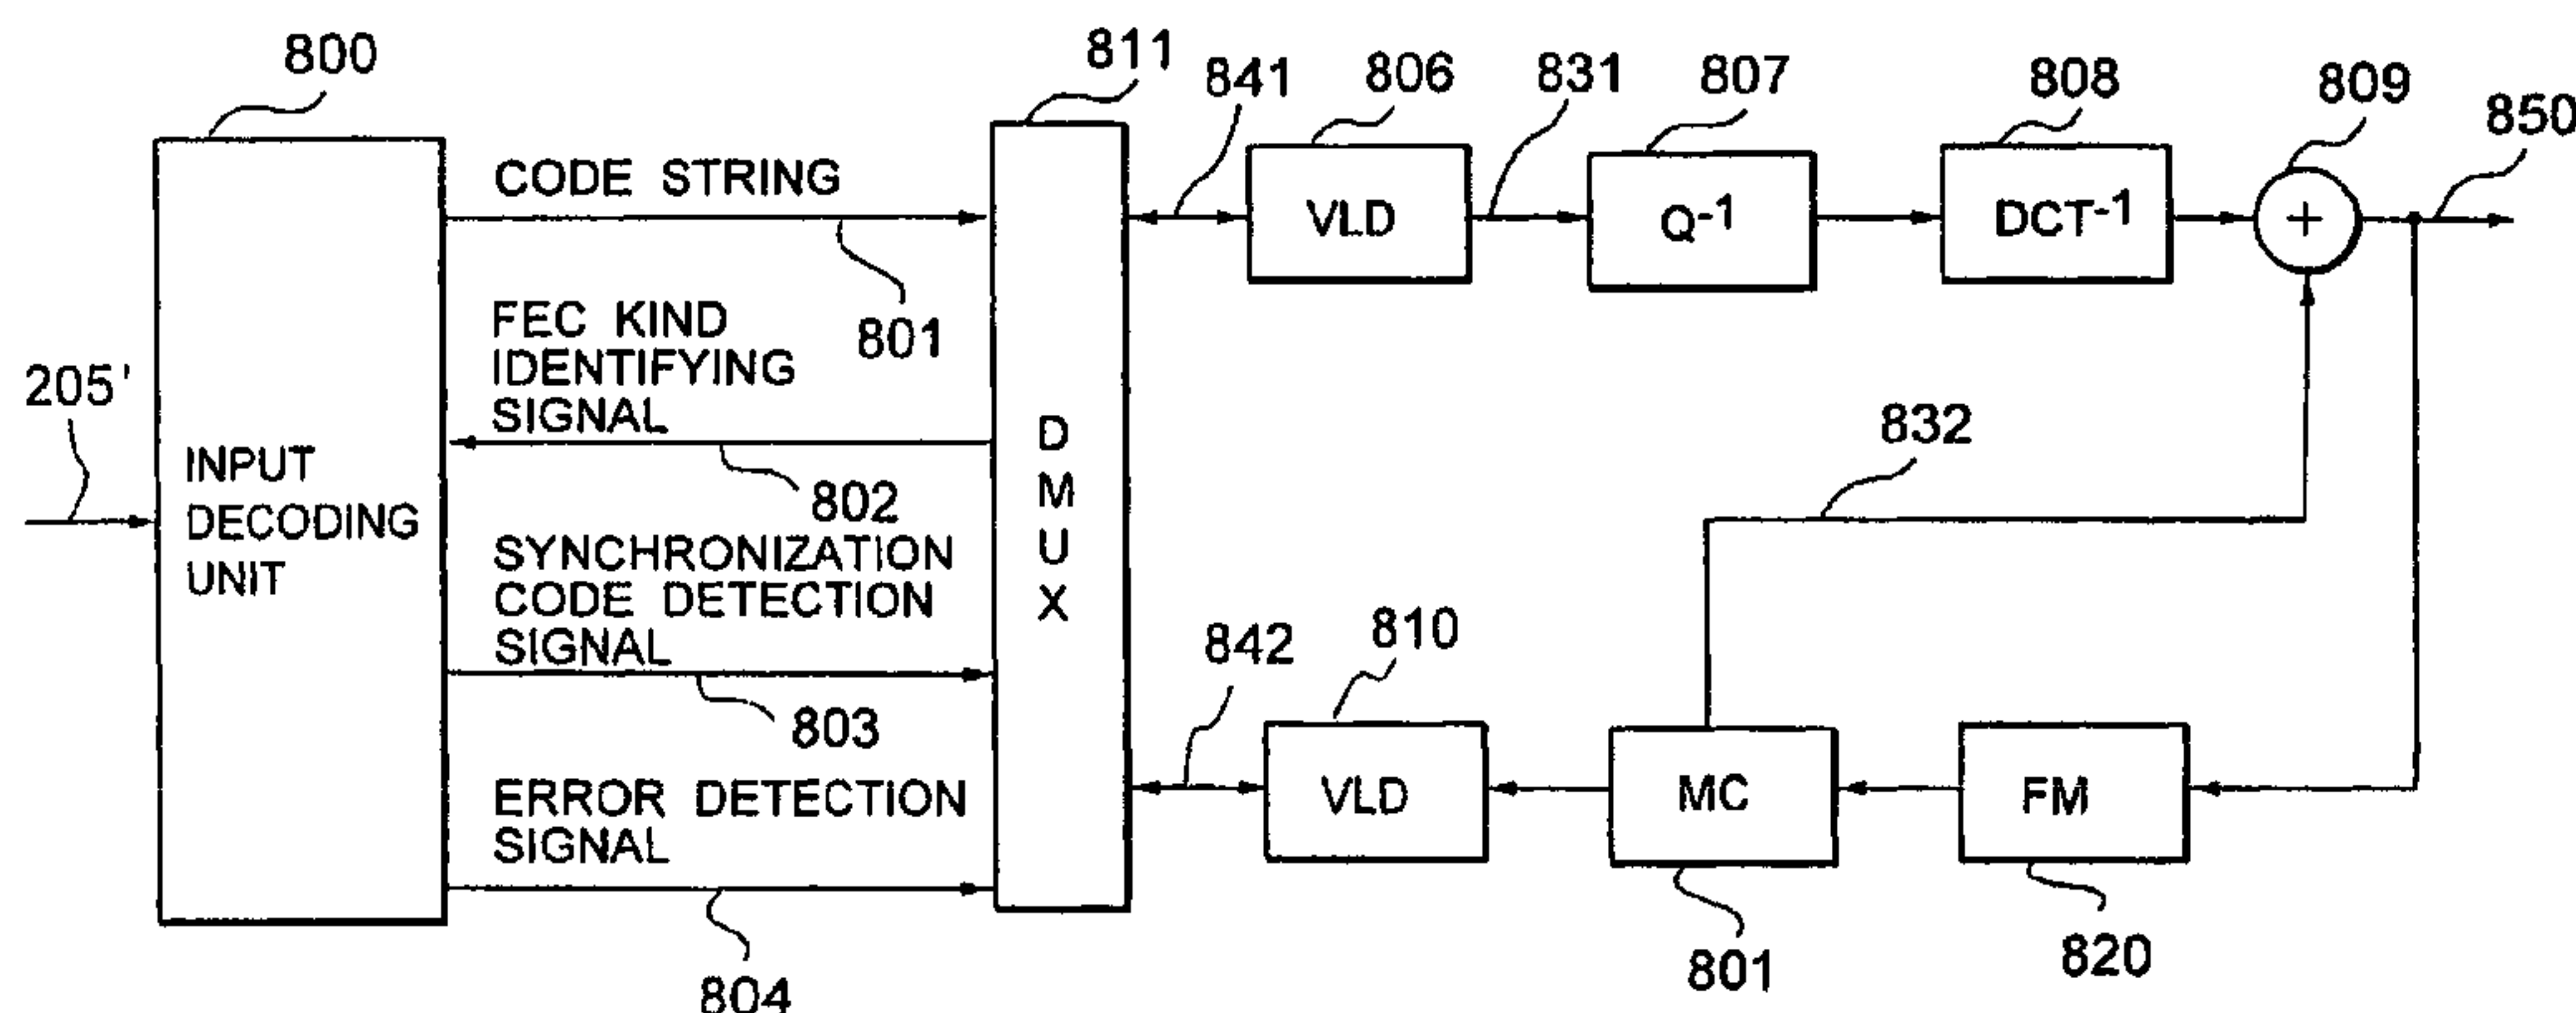 800
811
841
806
831
807
808
809
850
CODE STRING
801
VLD
Q-1
DCT-1
+
FEC KIND
IDENTIFYING
SIGNAL
802
205'
INPUT
DECODING
UNIT
DMUX
832
SYNCHRONIZATION
CODE DETECTION
SIGNAL
803
842
810
VLD
MC
FM
ERROR DETECTION
SIGNAL
804
801
820